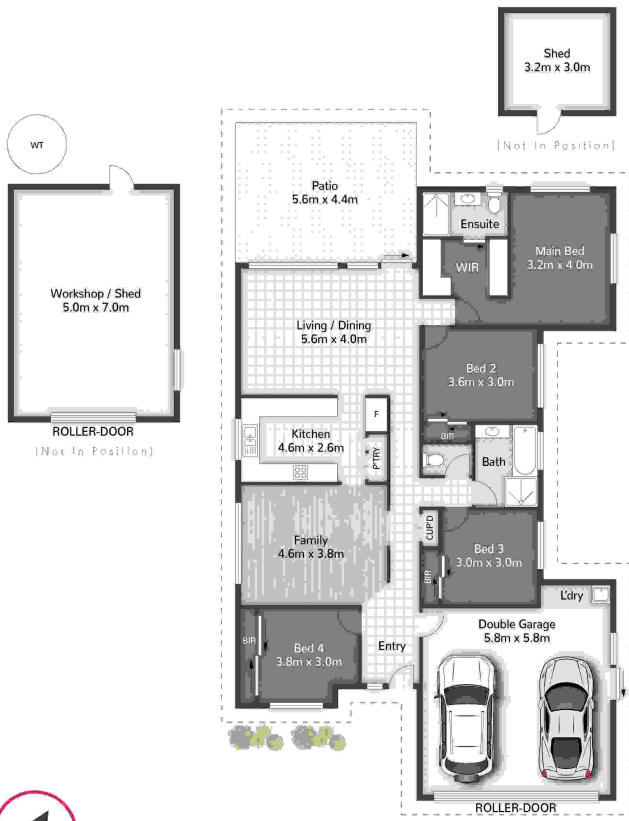 Shed
3.2m x 3.0m
[Not In Position]
WT
Patio
5.6m x 4.4m
Ensuite
WIR
Main Bed
3.2m x 4.0m
Workshop / Shed
5.0m x 7.0m
ROLLER-DOOR
[Not In Position]
Living / Dining
5.6m x 4.0m
Bed 2
3.6m x 3.0m
BIR
F
Kitchen
4.6m x 2.6m
P'TRY
Bath
Family
4.6m x 3.8m
CUP'D
Bed 3
3.0m x 3.0m
BIR
L'dry
Double Garage
5.8m x 5.8m
BIR
Bed 4
3.8m x 3.0m
Entry
ROLLER-DOOR